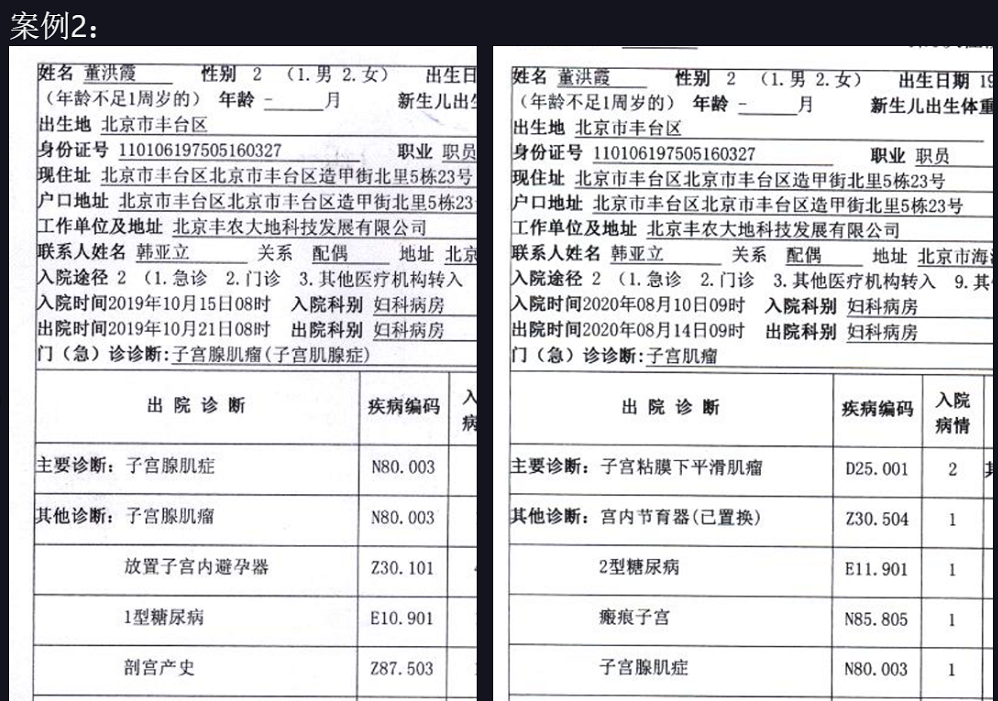 案例2：
姓名 董洪霞 性别 2 （1.男 2.女） 出生日
（年龄不足1周岁的） 年龄 - 月 新生儿出生
出生地 北京市丰台区
身份证号 110106197505160327 职业 职员
现住址 北京市丰台区北京市丰台区造甲街北里5栋23号
户口地址 北京市丰台区北京市丰台区造甲街北里5栋23
工作单位及地址 北京丰农大地科技发展有限公司
联系人姓名 韩亚立 关系 配偶 地址 北京
入院途径 2 （1.急诊 2.门诊 3.其他医疗机构转入
入院时间2019年10月15日08时 入院科别 妇科病房
出院时间2019年10月21日08时 出院科别 妇科病房
门（急）诊诊断:子宫腺肌瘤(子宫肌腺症)
出 院 诊 断 疾病编码 入
病
主要诊断：子宫腺肌症 N80.003
其他诊断：子宫腺肌瘤 N80.003
放置子宫内避孕器 Z30.101
1型糖尿病 E10.901
剖宫产史 Z87.503
姓名 董洪霞 性别 2 （1.男 2.女） 出生日期 19
（年龄不足1周岁的） 年龄 - 月 新生儿出生体重
出生地 北京市丰台区
身份证号 110106197505160327 职业 职员
现住址 北京市丰台区北京市丰台区造甲街北里5栋23号
户口地址 北京市丰台区北京市丰台区造甲街北里5栋23号
工作单位及地址 北京丰农大地科技发展有限公司
联系人姓名 韩亚立 关系 配偶 地址 北京市海
入院途径 2 （1.急诊 2.门诊 3.其他医疗机构转入 9.其
入院时间2020年08月10日09时 入院科别 妇科病房
出院时间2020年08月14日09时 出院科别 妇科病房
门（急）诊诊断:子宫肌瘤
出 院 诊 断 疾病编码 入院
病情
主要诊断：子宫粘膜下平滑肌瘤 D25.001 2
其他诊断：宫内节育器(已置换) Z30.504 1
2型糖尿病 E11.901 1
瘢痕子宫 N85.805 1
子宫腺肌症 N80.003 1